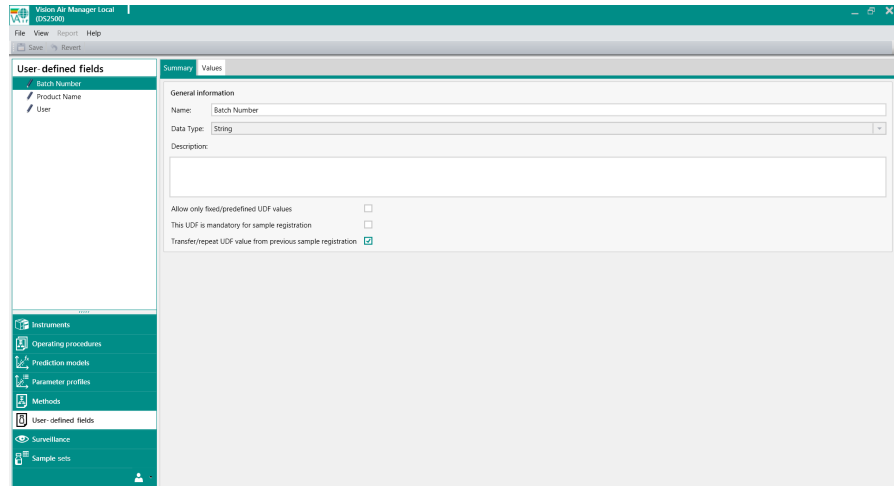 Vision Air Manager Local
(DS2500)
File View Report Help
Save Revert
User-defined fields
Batch Number
Product Name
User
Summary Values
General information
Name: Batch Number
Data Type: String
Description:
Allow only fixed/predefined UDF values
This UDF is mandatory for sample registration
Transfer/repeat UDF value from previous sample registration
Instruments
Operating procedures
Prediction models
Parameter profiles
Methods
User-defined fields
Surveillance
Sample sets